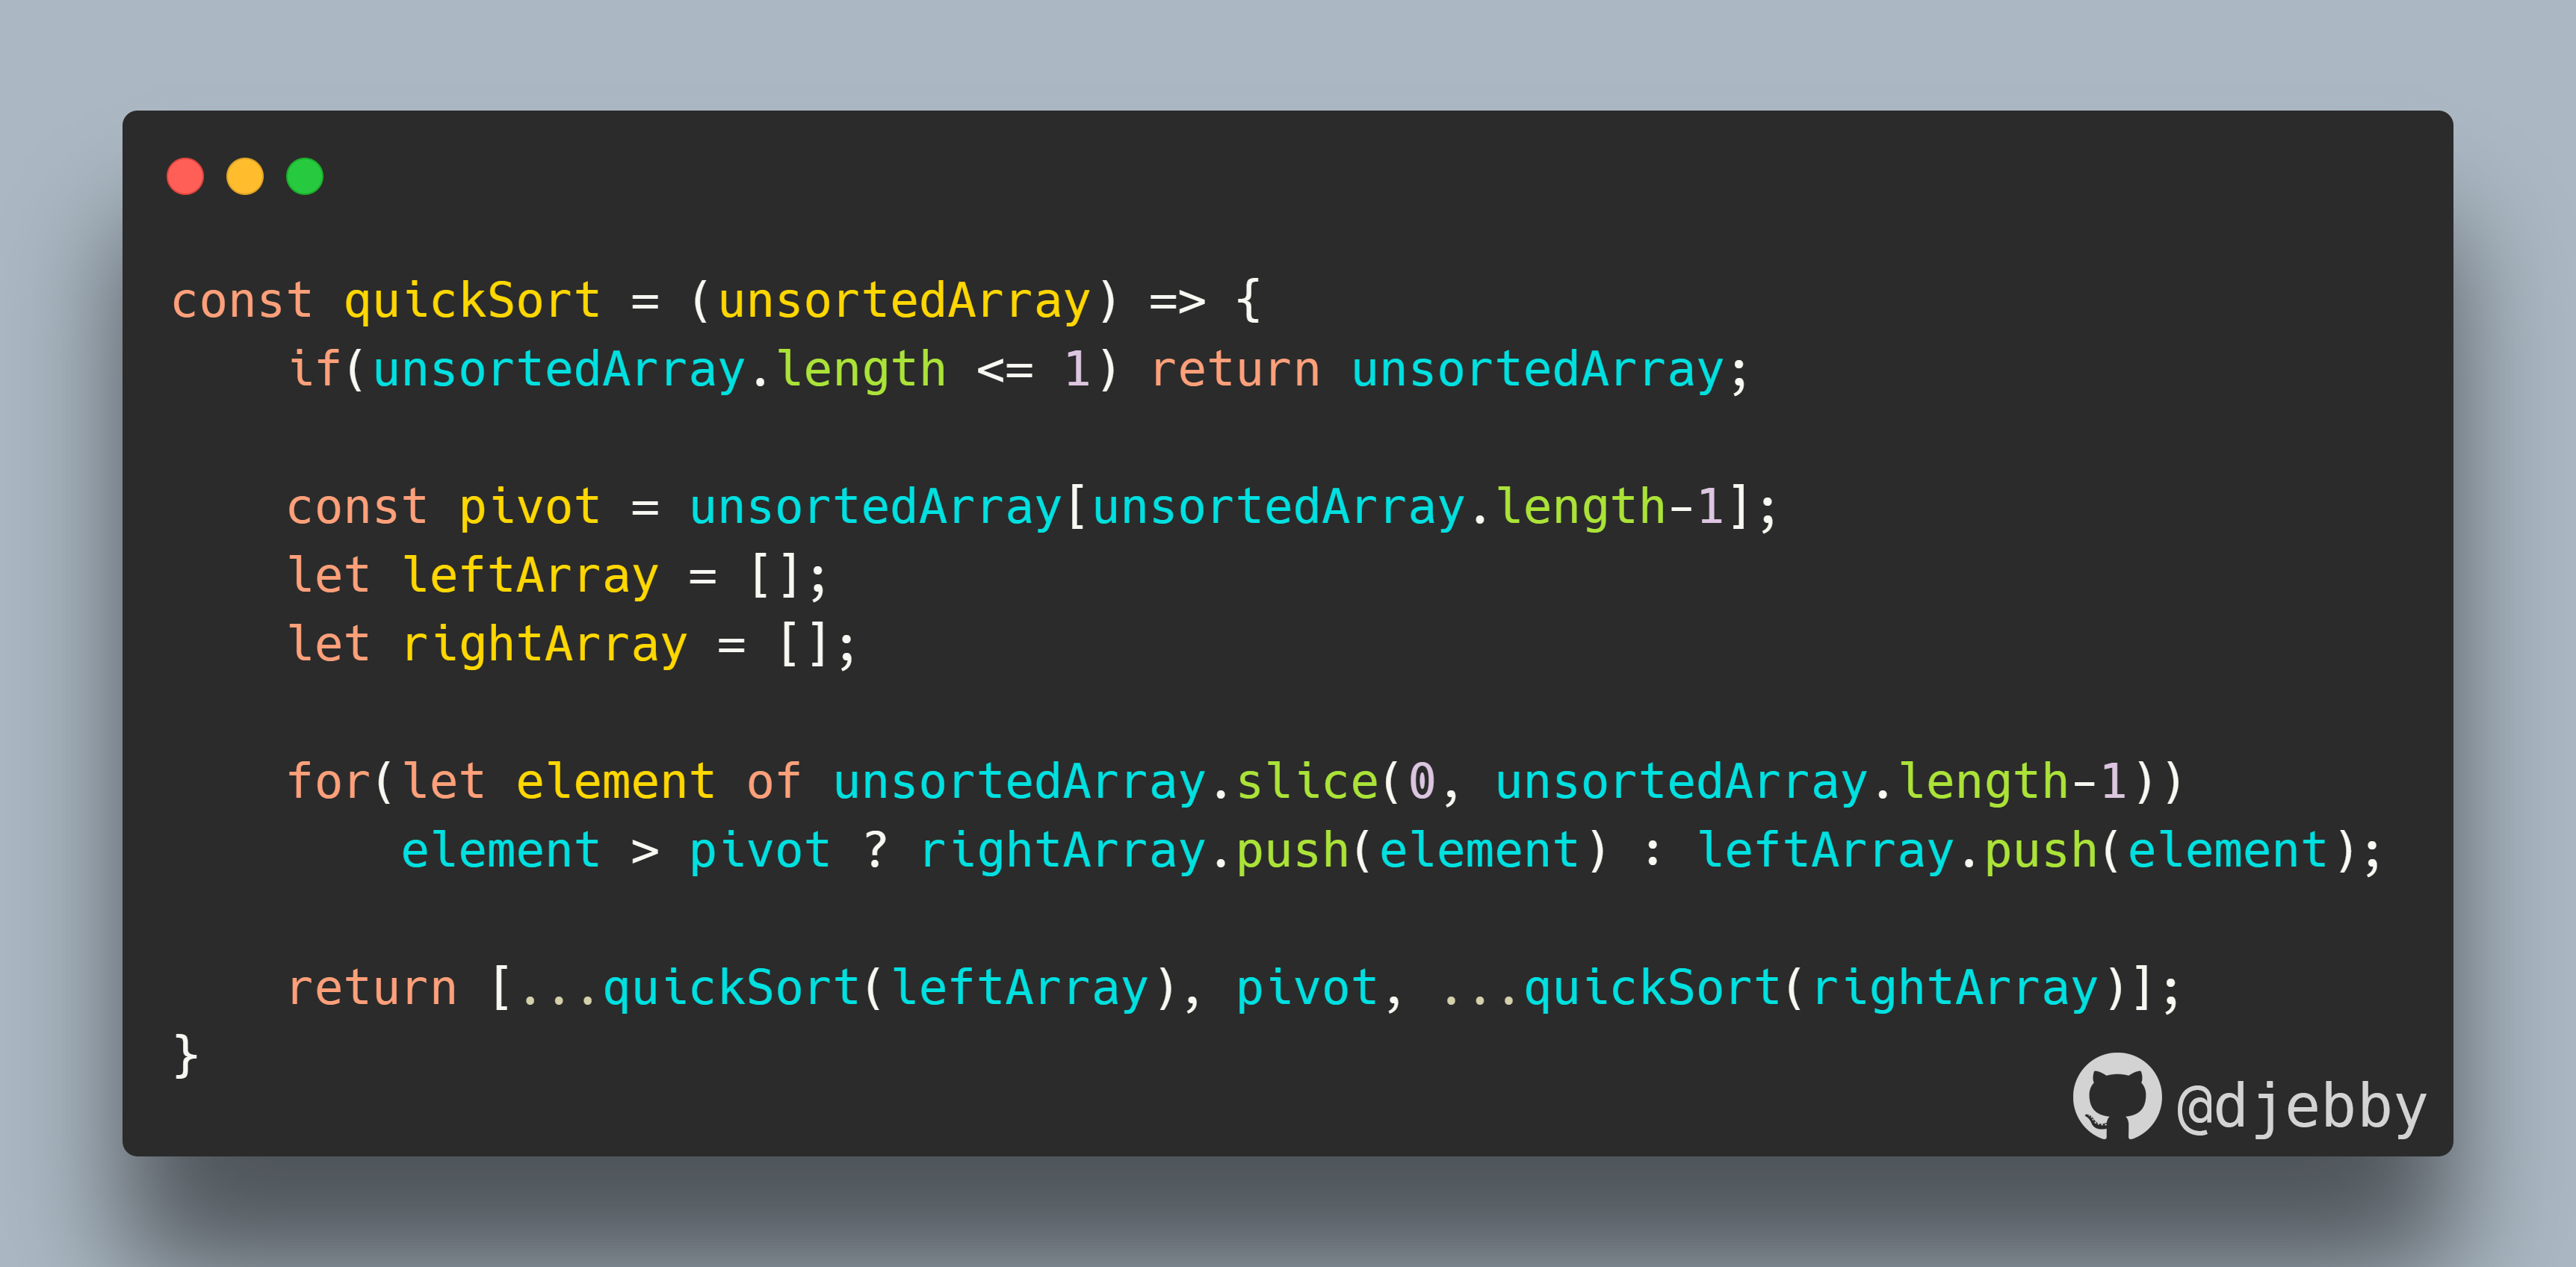 const quickSort = (unsortedArray) => {
    if(unsortedArray.length <= 1) return unsortedArray;
    const pivot = unsortedArray[unsortedArray.length-1];
    let leftArray = [];
    let rightArray = [];
    for(let element of unsortedArray.slice(0, unsortedArray.length-1))
        element > pivot ? rightArray.push(element) : leftArray.push(element);
    return [...quickSort(leftArray), pivot, ...quickSort(rightArray)];
}
@djebby